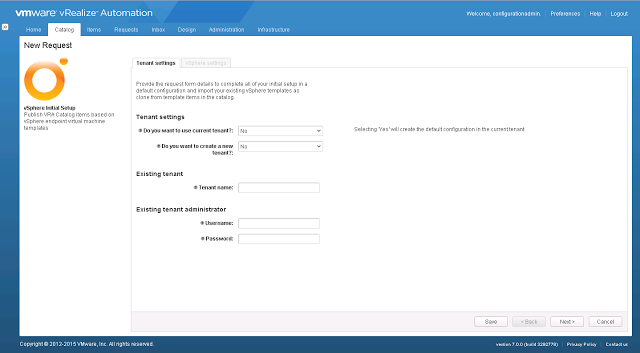 vmware vRealize Automation
Welcome, configurationadmin. Preferences Help Logout
Home Catalog Items Requests Inbox Design Administration Infrastructure
New Request
Tenant settings vSphere settings
Provide the request form details to complete all of your initial setup in a
default configuration and import your existing vSphere templates as
clone from template items in the catalog.
vSphere Initial Setup
Publish VRA Catalog Items based on
vSphere endpoint virtual machine
templates
Tenant settings
Do you want to use current tenant?: No
Selecting 'Yes' will create the default configuration in the current tenant
Do you want to create a new
tenant?: No
Existing tenant
Tenant name:
Existing tenant administrator
Username:
Password:
Save < Back Next > Cancel
Copyright © 2012-2015 VMware, Inc. All rights reserved.
version 7.0.0 (build 3292778) Privacy Policy Contact us